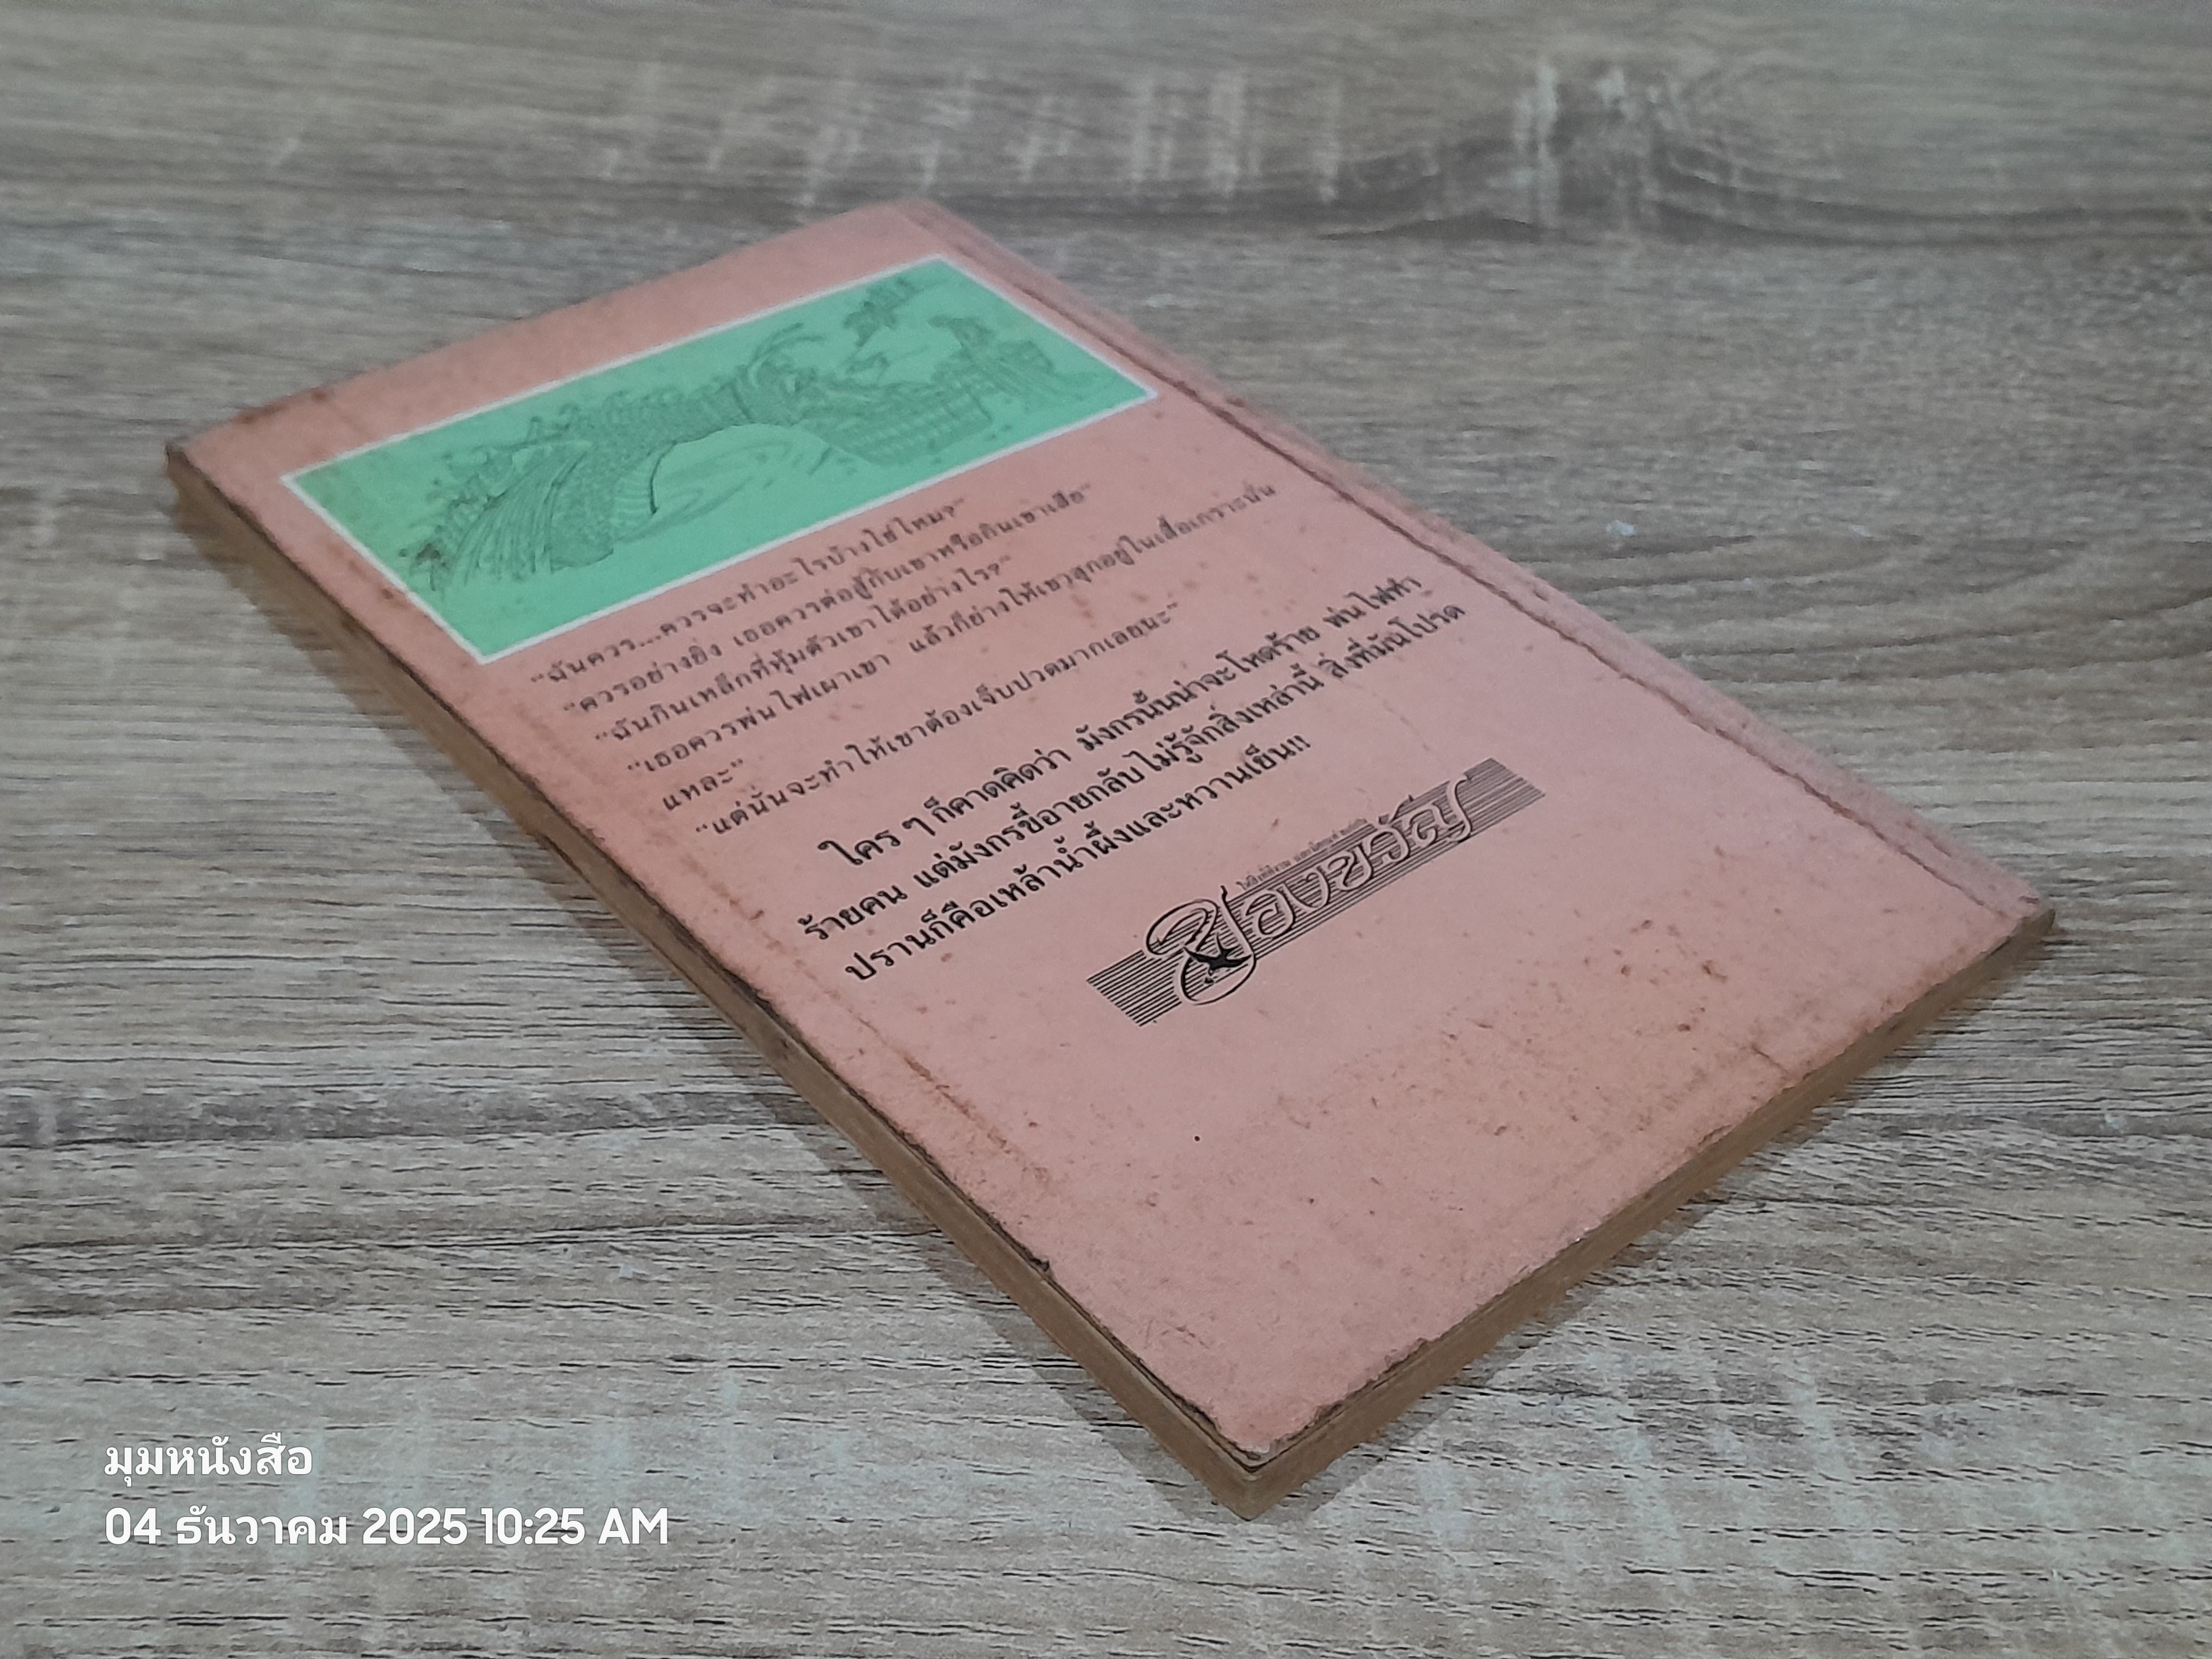 "ฉันควร...ควรจะทำอะไรบ้างใช่ไหม?"
"ควรอย่างยิ่ง เธอควรต่อสู้กับเขาหรือกินเขาเสีย"
"ฉันกินเหล็กที่หุ้มตัวเขาได้อย่างไร?"
"เธอควรพ่นไฟเผาเขา แล้วก็ย่างให้เขาสุกอยู่ในเสื้อเกราะนั่น
แหละ"
"แต่นั่นจะทำให้เขาต้องเจ็บปวดมากเลยนะ"
ใคร ๆ ก็คาดคิดว่า มังกรนั้นน่าจะโหดร้าย พ่นไฟทำ
ร้ายคน แต่มังกรขี้อายกลับไม่รู้จักสิ่งเหล่านี้ สิ่งที่มันโปรด
ปรานก็คือเหล้าน้ำผึ้งและหวานเย็น!!
ของขวัญ
มุมหนังสือ
04 ธันวาคม 2025 10:25 AM